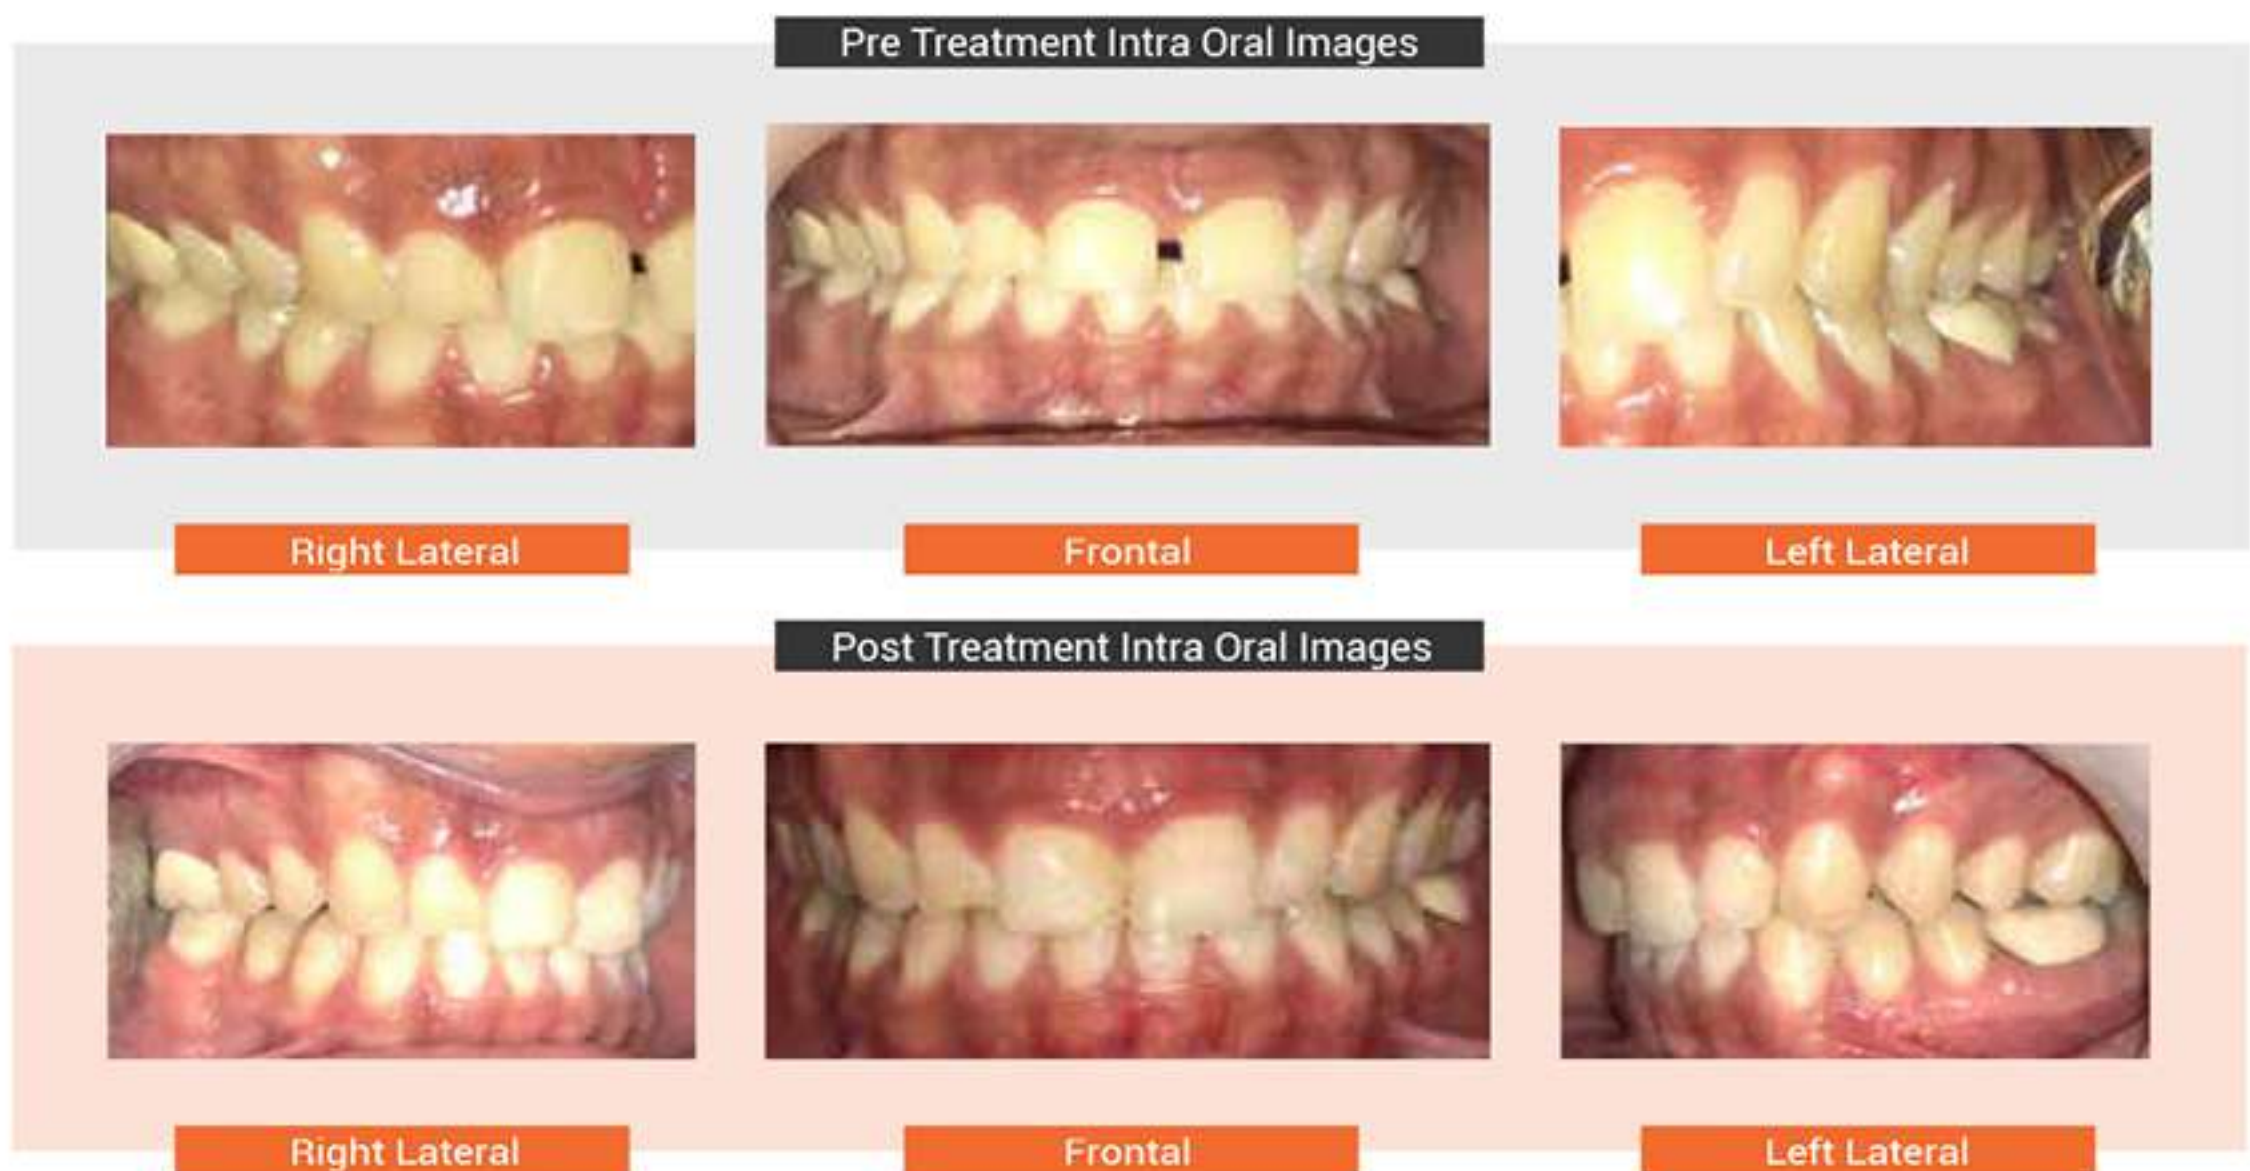 Pre Treatment Intra Oral Images
Right Lateral
Frontal
Left Lateral
Post Treatment Intra Oral Images
Right Lateral
Frontal
Left Lateral